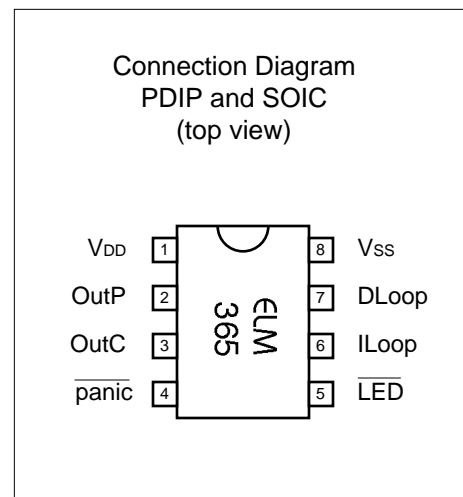 Connection Diagram
PDIP and SOIC
(top view)
VDD 1 8 VSS
OutP 2 7 DLoop
OutC 3 6 ILoop
panic 4 5 LED
ELM
365